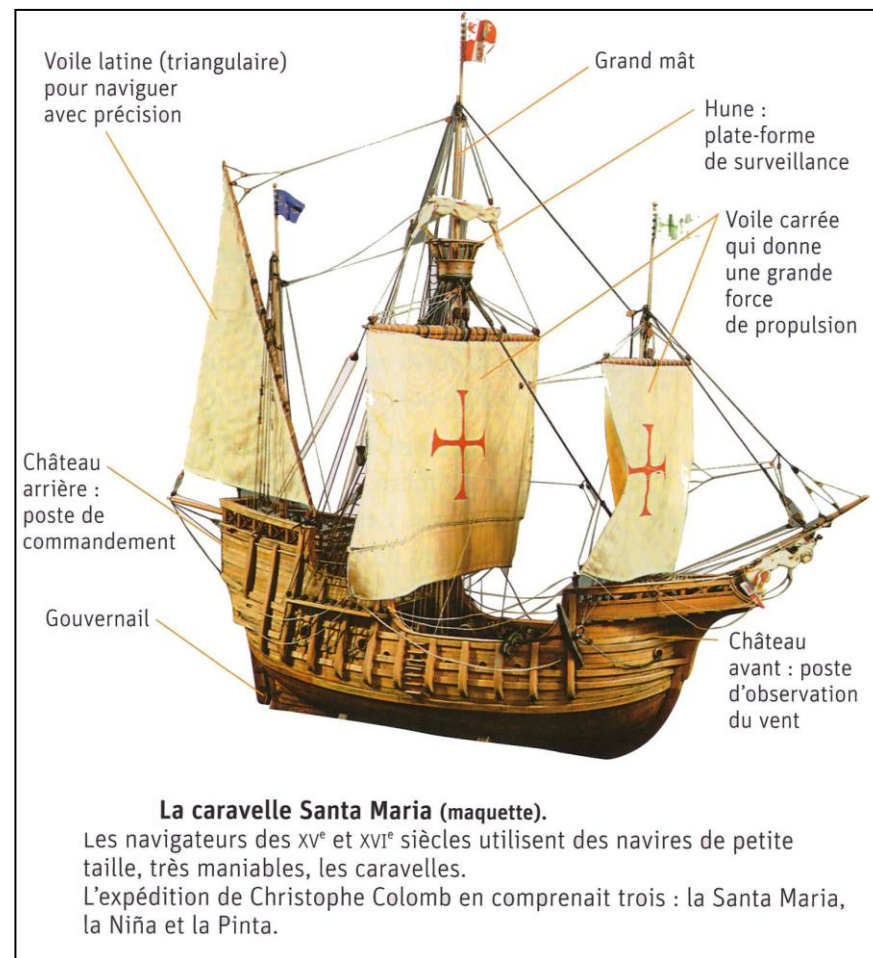 Voile latine (triangulaire)
pour naviguer
avec précision
Grand mât
Hune :
plate-forme
de surveillance
Voile carrée
qui donne
une grande
force
de propulsion
Château
arrière :
poste de
commandement
Gouvernail
Château
avant : poste
d'observation
du vent
La caravelle Santa Maria (maquette).
Les navigateurs des XVe et XVIe siècles utilisent des navires de petite
taille, très maniables, les caravelles.
L'expédition de Christophe Colomb en comprenait trois : la Santa Maria,
la Niña et la Pinta.